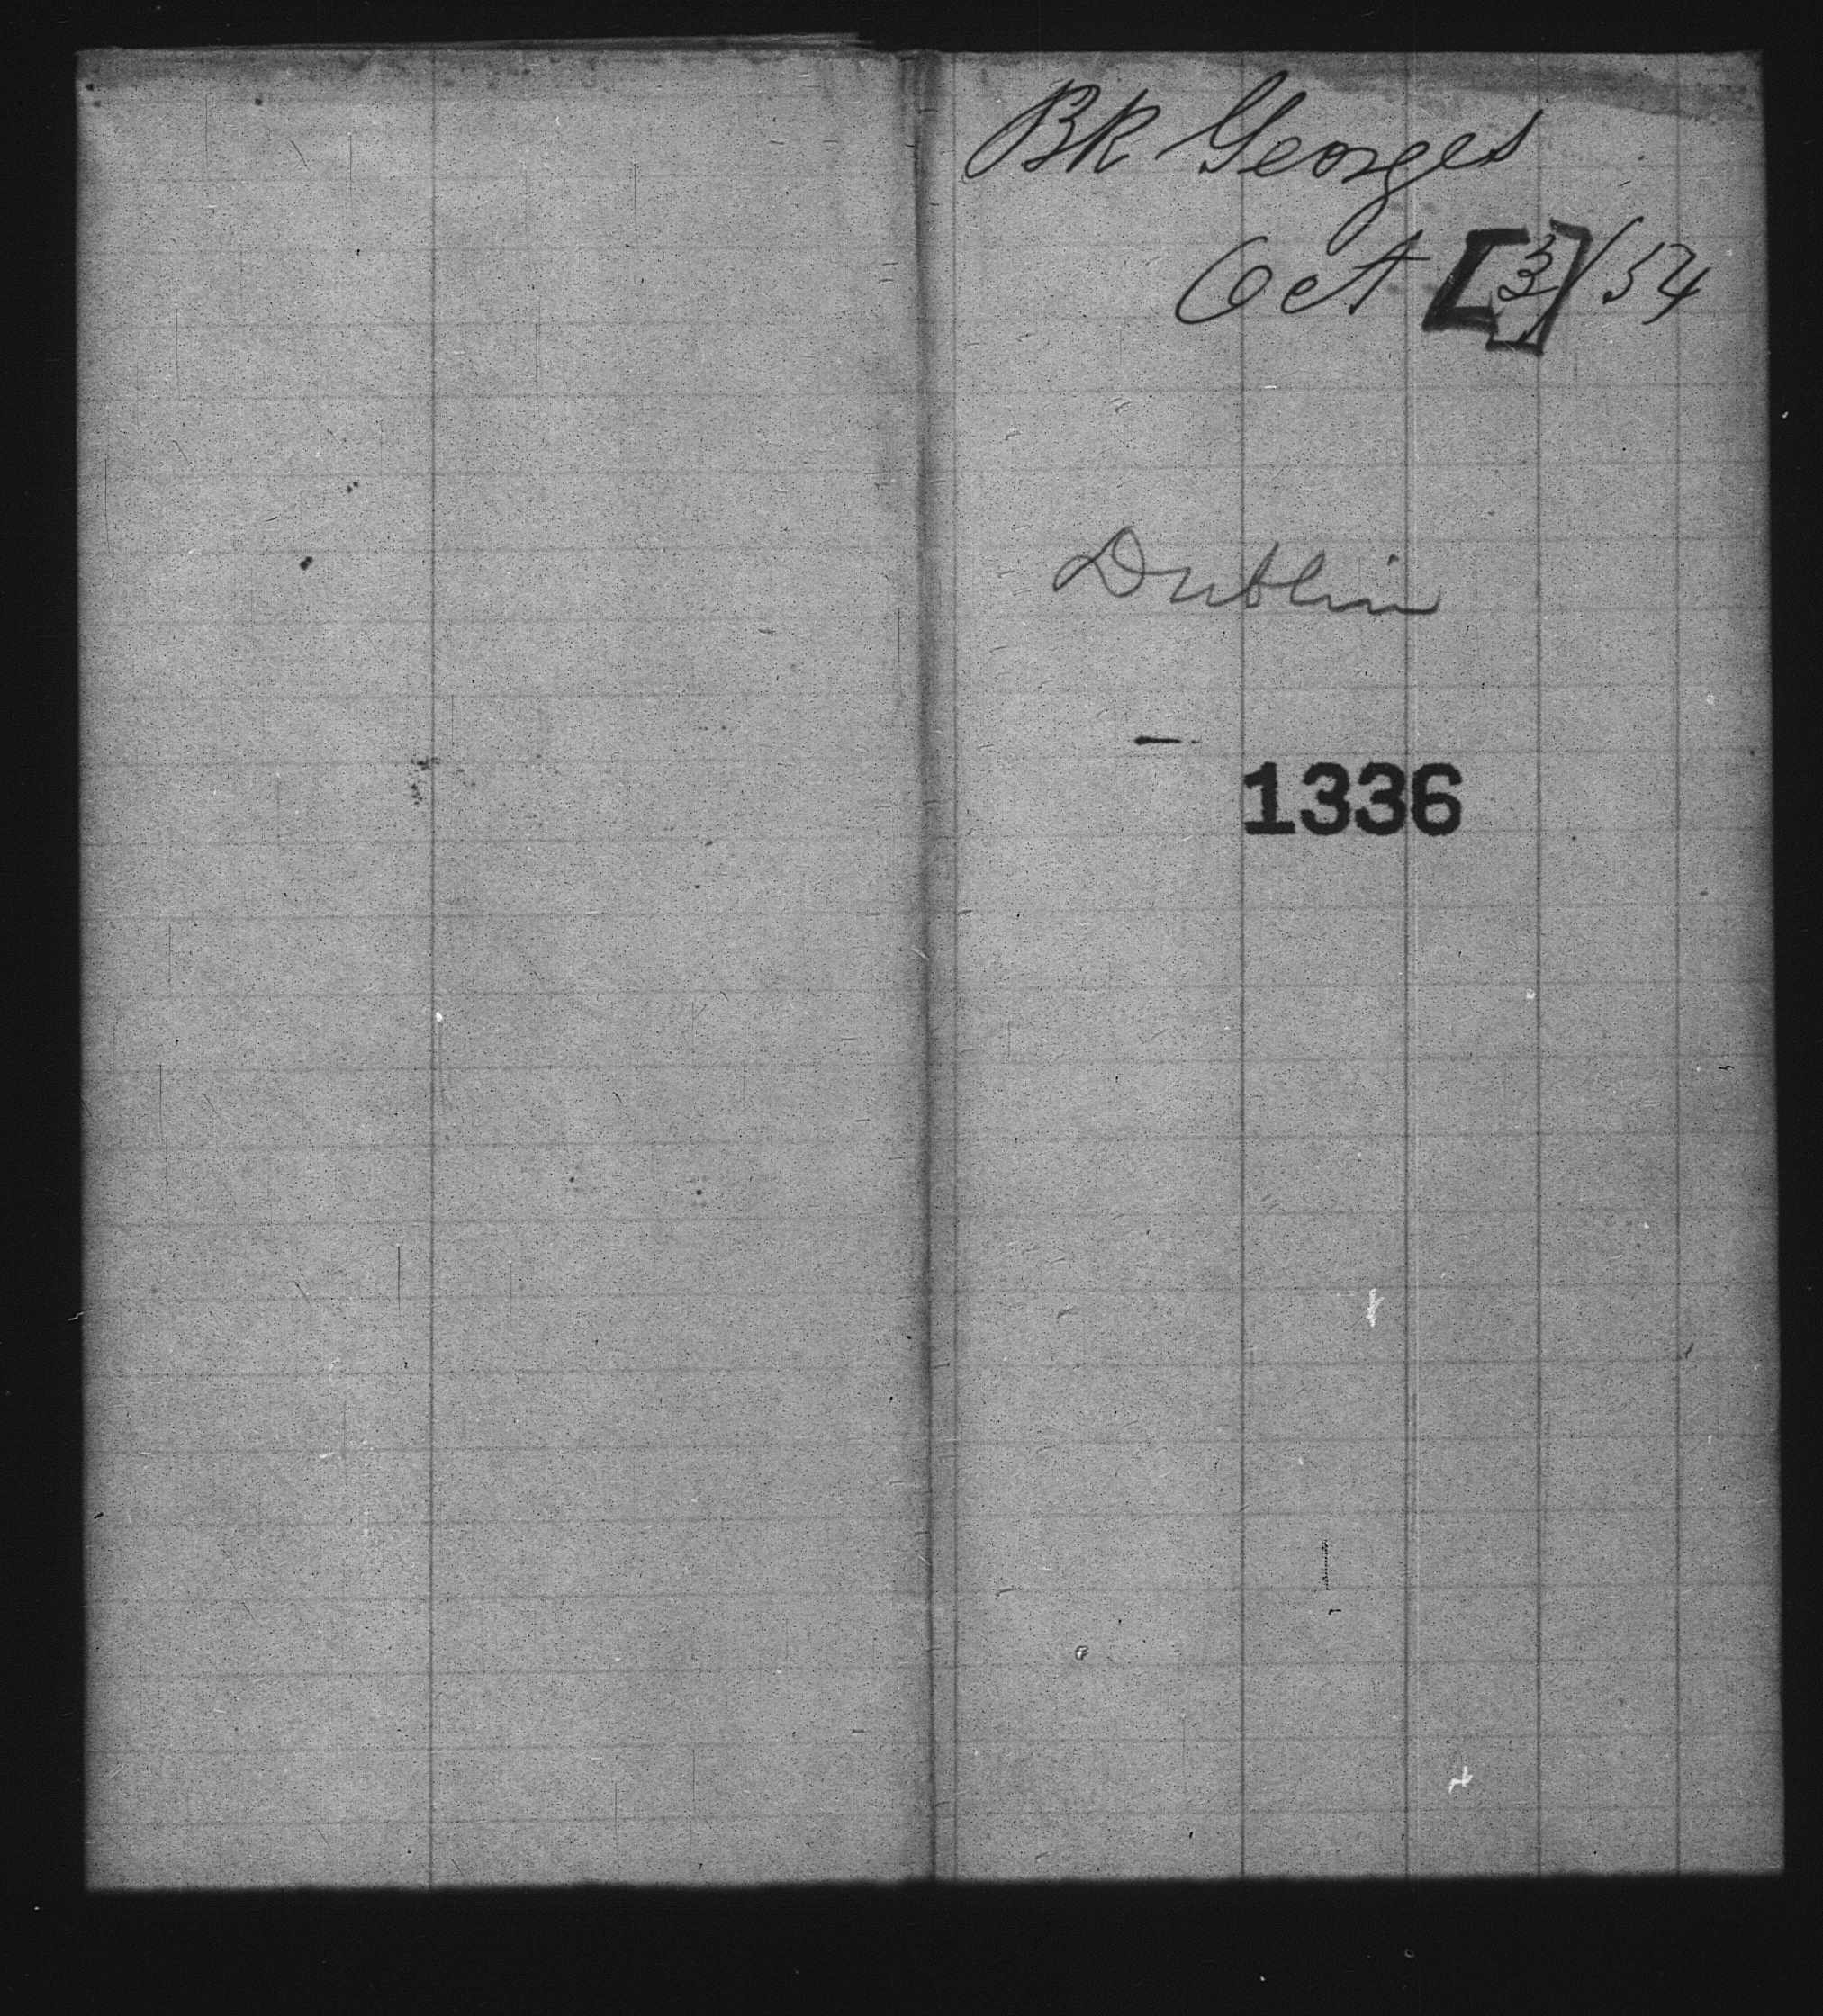 Bk Georges
Oct [3]/54
Dublin
1336